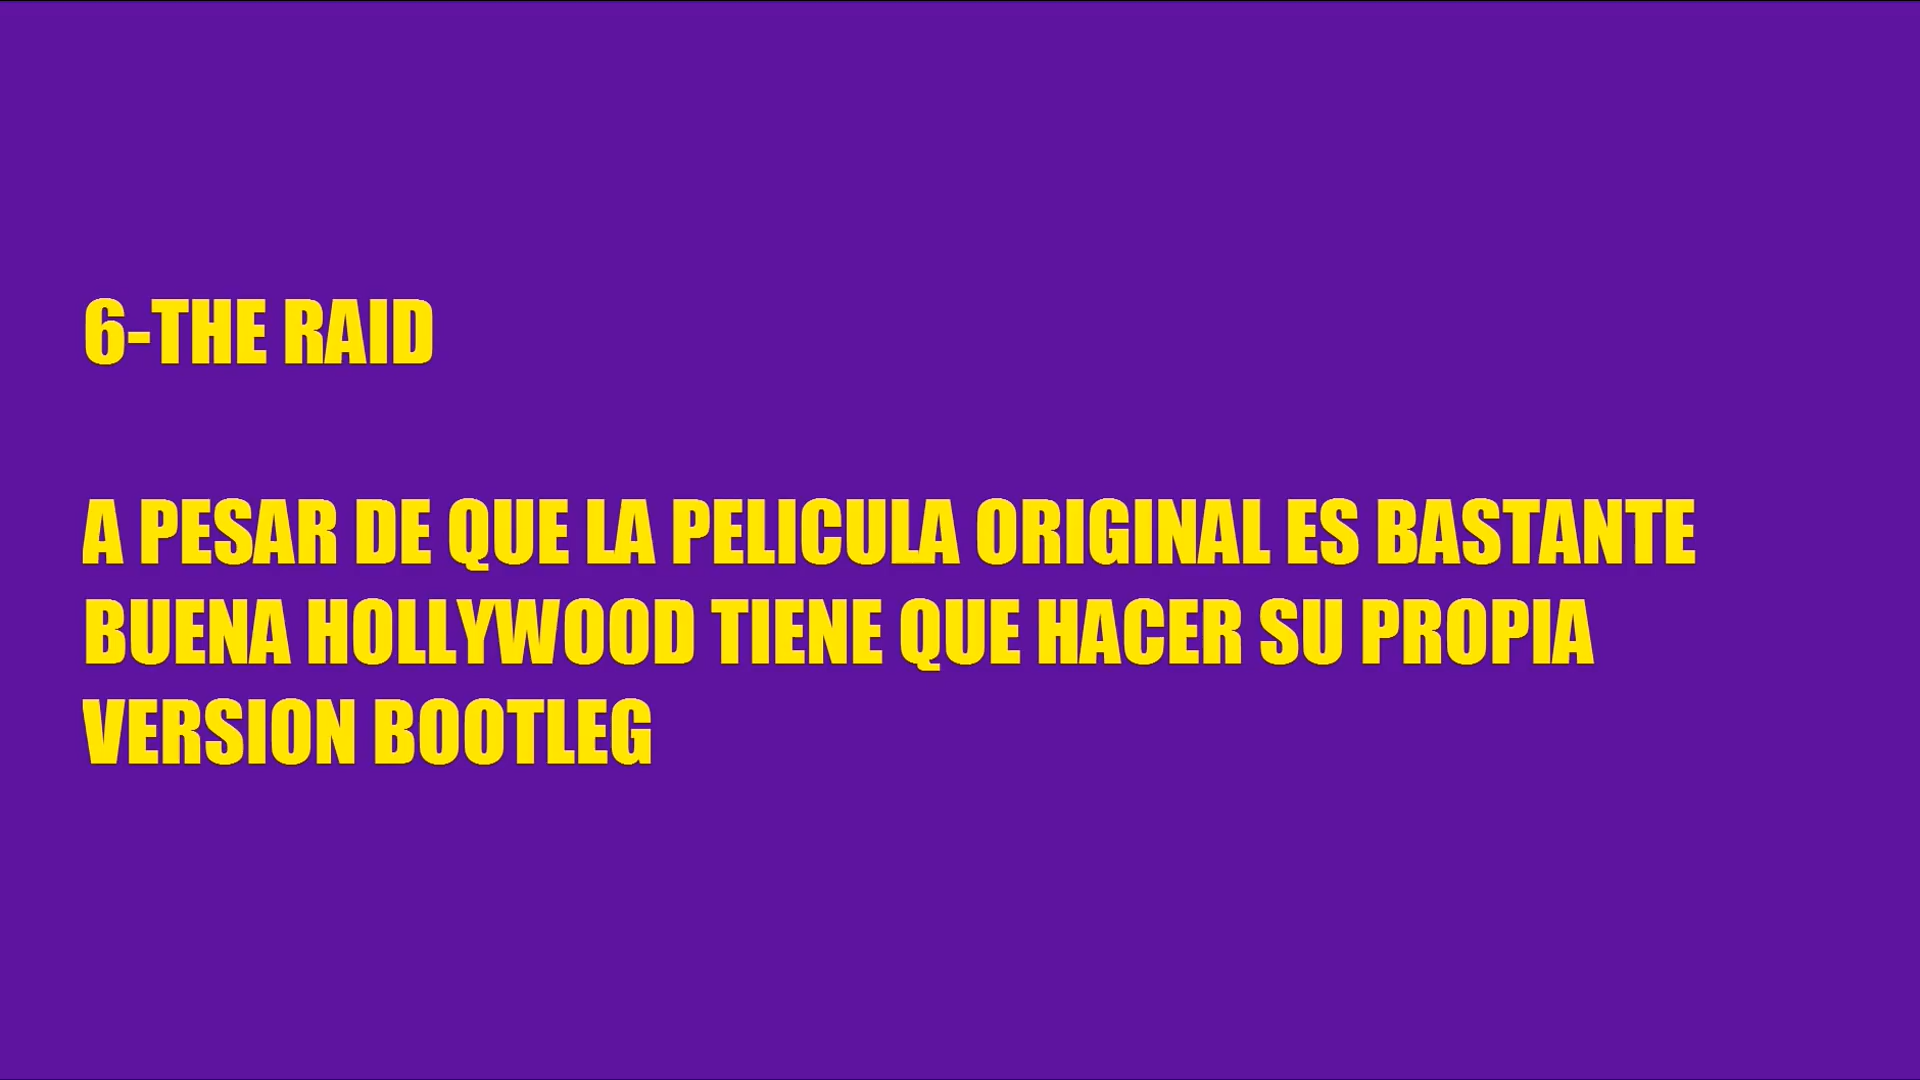 6-THE RAID
A PESAR DE QUE LA PELICULA ORIGINAL ES BASTANTE
BUENA HOLLYWOOD TIENE QUE HACER SU PROPIA
VERSION BOOTLEG